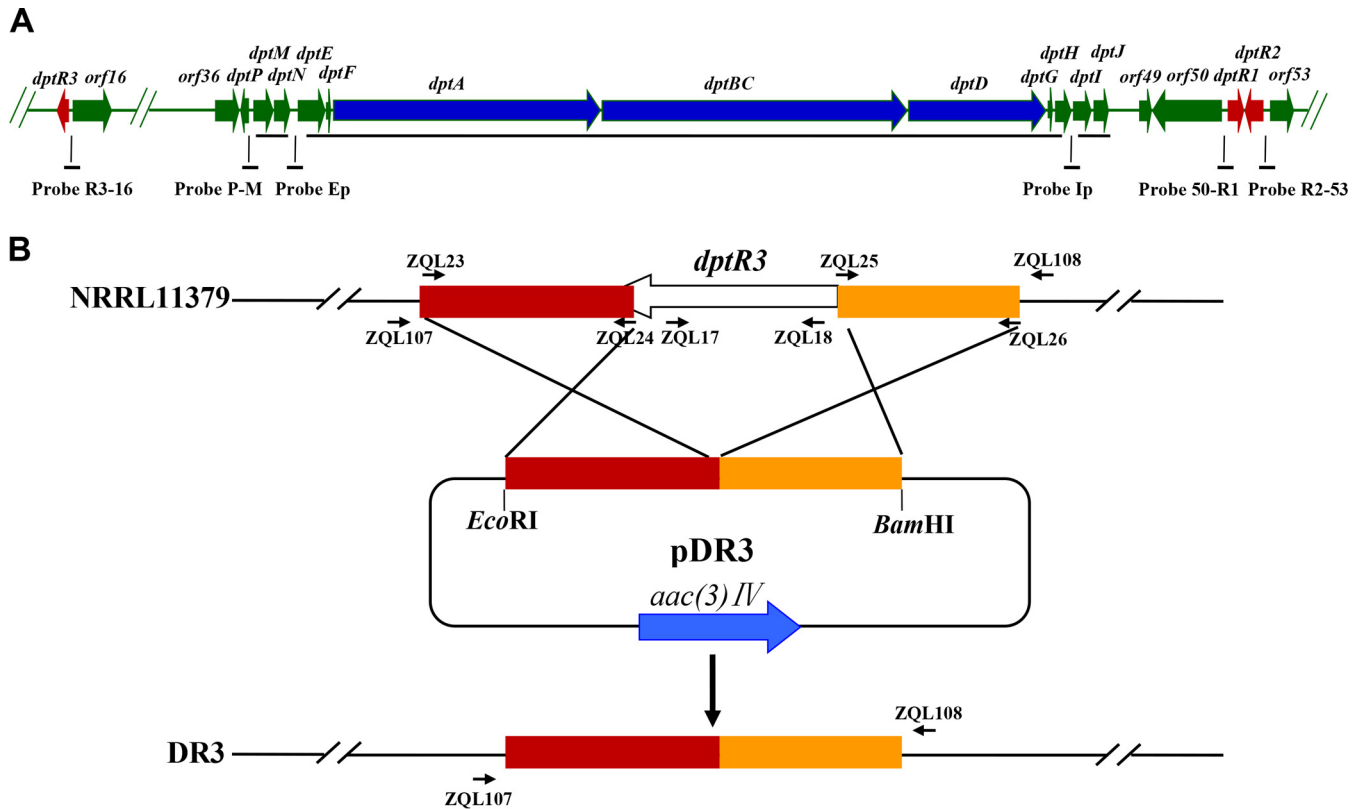 A
dptM dptE dptH dptJ dptR2
dptR3 orf16 orf36 dptP dptN dptF dptA dptBC dptD dptG dptI orf49 orf50 dptR1 orf53
Probe R3-16 Probe P-M Probe Ep Probe Ip Probe 50-R1 Probe R2-53
B
ZQL23 dptR3 ZQL25 ZQL108
NRRL11379
ZQL107 ZQL24 ZQL17 ZQL18 ZQL26
EcoRI BamHI
pDR3
aac(3)IV
ZQL108
DR3
ZQL107